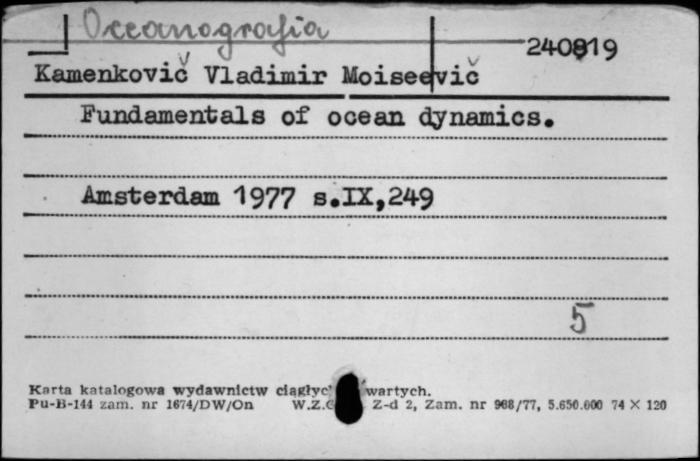 Oceanografia
240819
Kamenkovič Vladimir Moiseevič
Fundamentals of ocean dynamics.
Amsterdam 1977 s.IX,249
5
Karta katalogowa wydawnictw wartych.
Pu-B-144 zam. nr 1674/DW/On W.Z.G Z-d 2, Zam. nr 968/77, 5.650.000 74 X 120